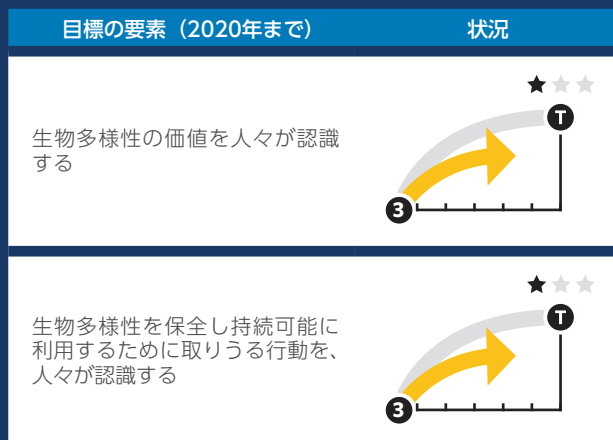 目標の要素（2020年まで）
状況
生物多様性の価値を人々が認識
する
T
3
生物多様性を保全し持続可能に
利用するために取りうる行動を、
人々が認識する
T
3